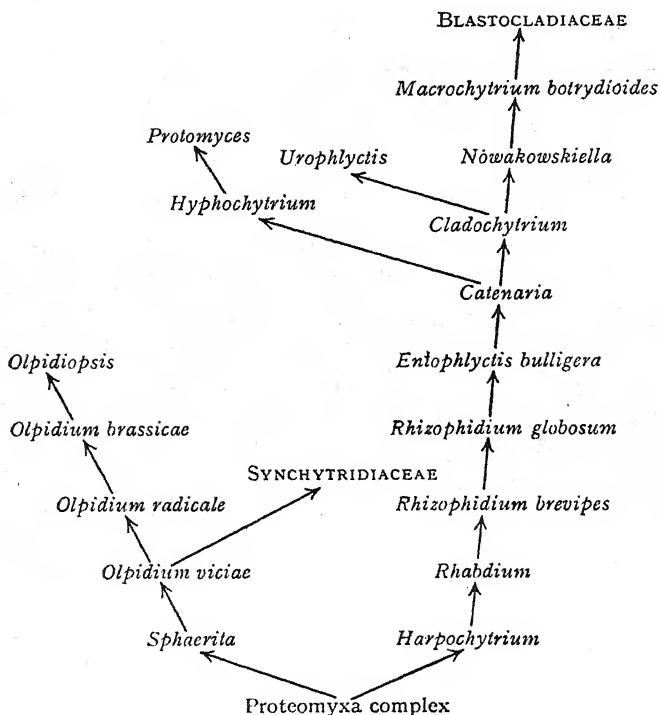 BLASTOCLADIACEAE
Macrochytrium botrydioides
Protomyces
Urophlyctis
Nowakowskiella
Hyphochytrium
Cladochytrium
Catenaria
Olpidiopsis
Entophlyctis bulligera
Olpidium brassicae
Rhizophidium globosum
SYNCHYTRIDIACEAE
Olpidium radicale
Rhizophidium brevipes
Olpidium viciae
Rhabdium
Sphaerita
Harpochytrium
Proteomyxa complex